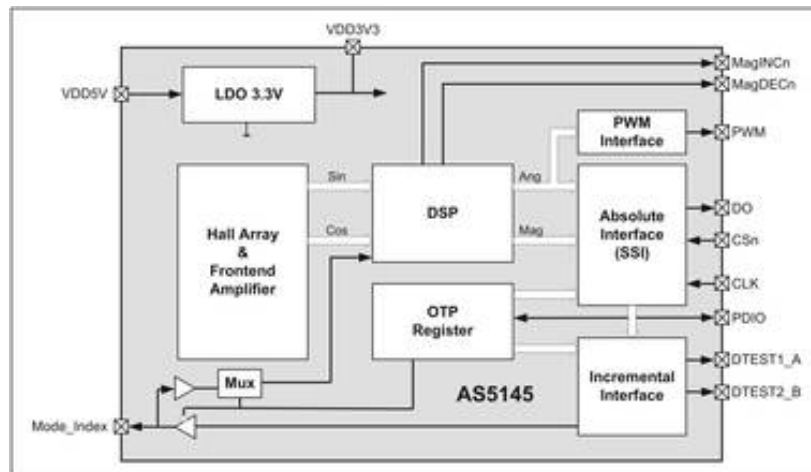 VDD3V3
MagINCn
MagDECn
VDD5V
LDO 3.3V
PWM
Interface
PWM
Sin
Ang
DSP
Hall Array
&
Frontend
Amplifier
Absolute
Interface
(SSI)
DO
Cos
Mag
CSn
CLK
OTP
Register
PDIO
Mux
AS5145
Incremental
Interface
DTEST1_A
DTEST2_B
Mode_Index